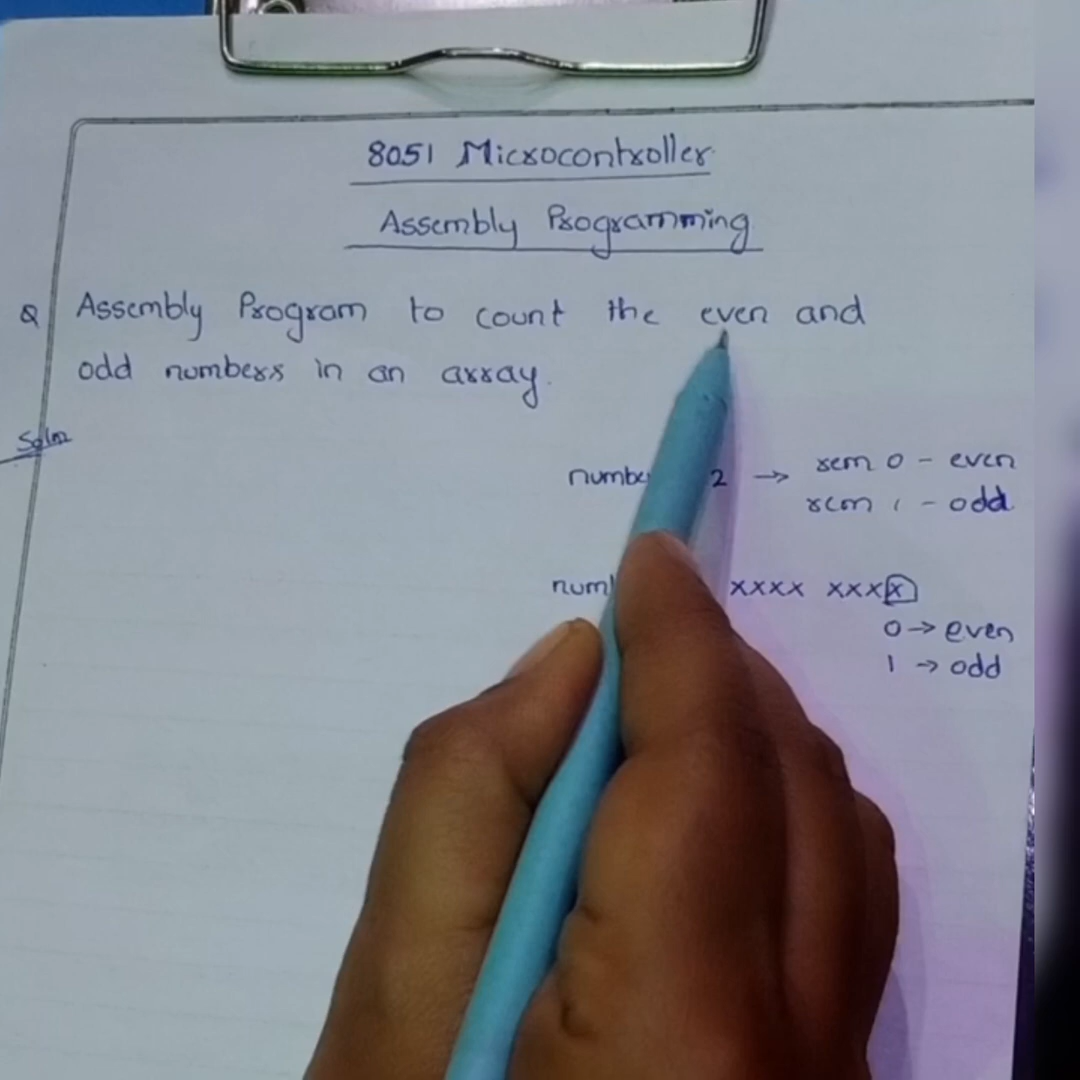 8051 Microcontroller
Assembly Programming
Q Assembly Program to count the even and
odd numbers in an array.
Soln
2 → rem 0 - even
rem 1 - odd
xxxx xxxx
0 → even
1 → odd